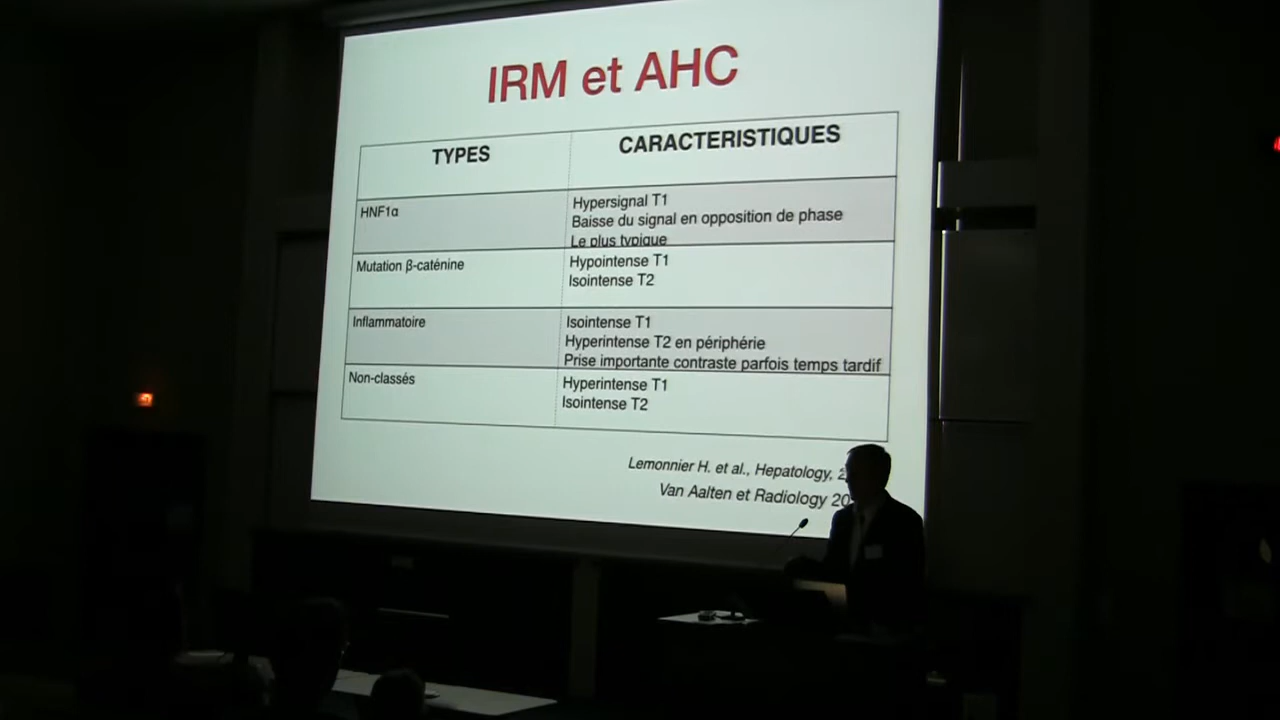 IRM et AHC
TYPES
CARACTERISTIQUES
HNF1α
Hypersignal T1
Baisse du signal en opposition de phase
Le plus typique
Mutation β-caténine
Hypointense T1
Isointense T2
Inflammatoire
Isointense T1
Hyperintense T2 en périphérie
Prise importante contraste parfois temps tardif
Non-classés
Hyperintense T1
Isointense T2
Lemonnier H. et al., Hepatology,
Van Aalten et Radiology 20